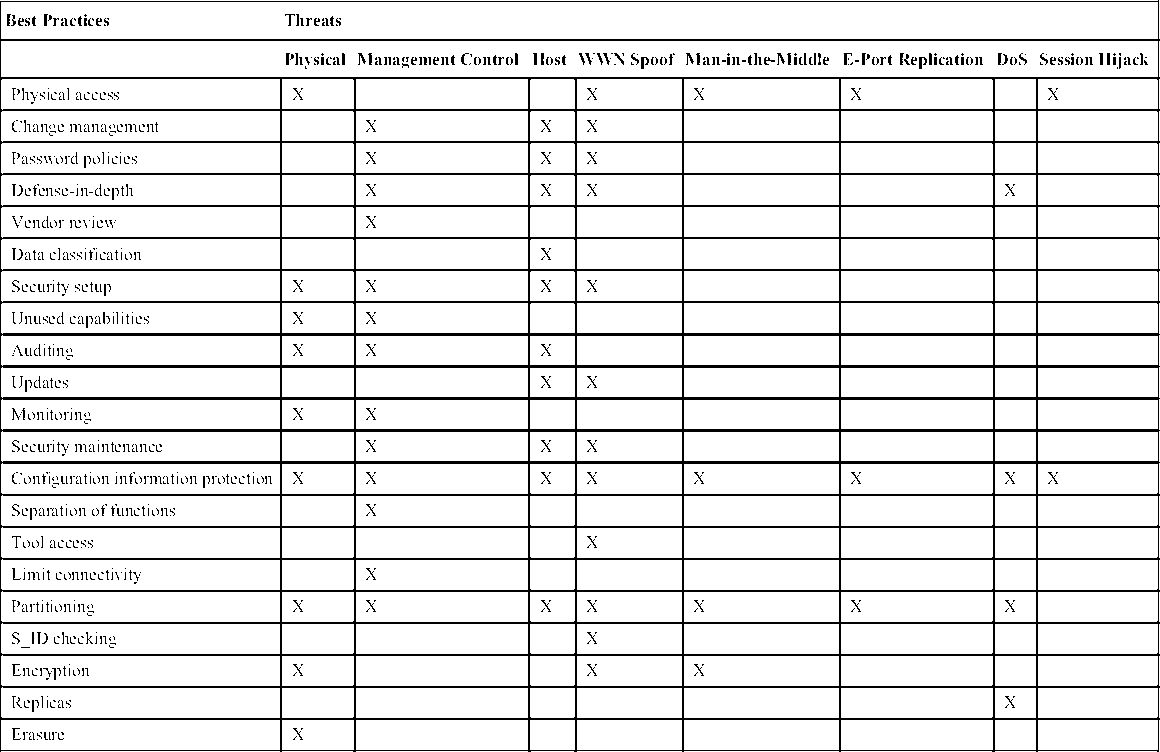 Best Practices Threats
Physical Management Control Host WWN Spoof Man-in-the-Middle E-Port Replication DoS Session Hijack
Physical access X X X X X
Change management X X X
Password policies X X X
Defense-in-depth X X X X
Vendor review X
Data classification X
Security setup X X X X
Unused capabilities X X
Auditing X X X
Updates X X
Monitoring X X
Security maintenance X X X
Configuration information protection X X X X X X X X
Separation of functions X
Tool access X
Limit connectivity X
Partitioning X X X X X X X
S_ID checking X
Encryption X X X
Replicas X
Erasure X